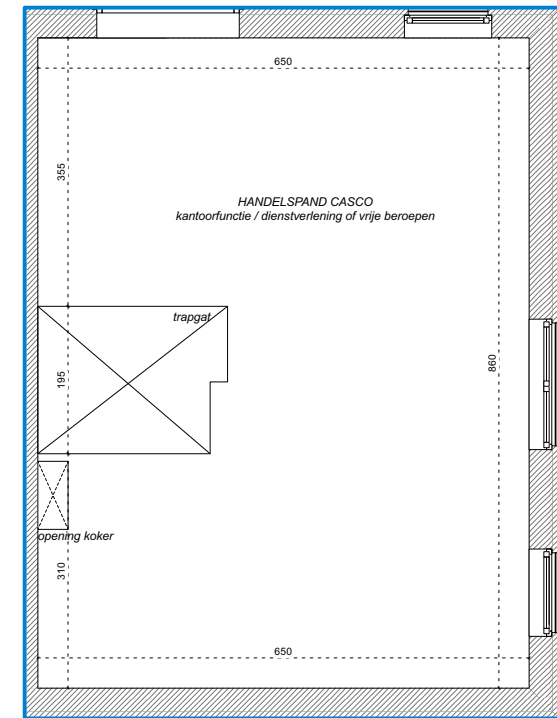 650
355
HANDELSPAND CASCO
kantoorfunctie / dienstverlening of vrije beroepen
trapgat
195
860
opening koker
310
650